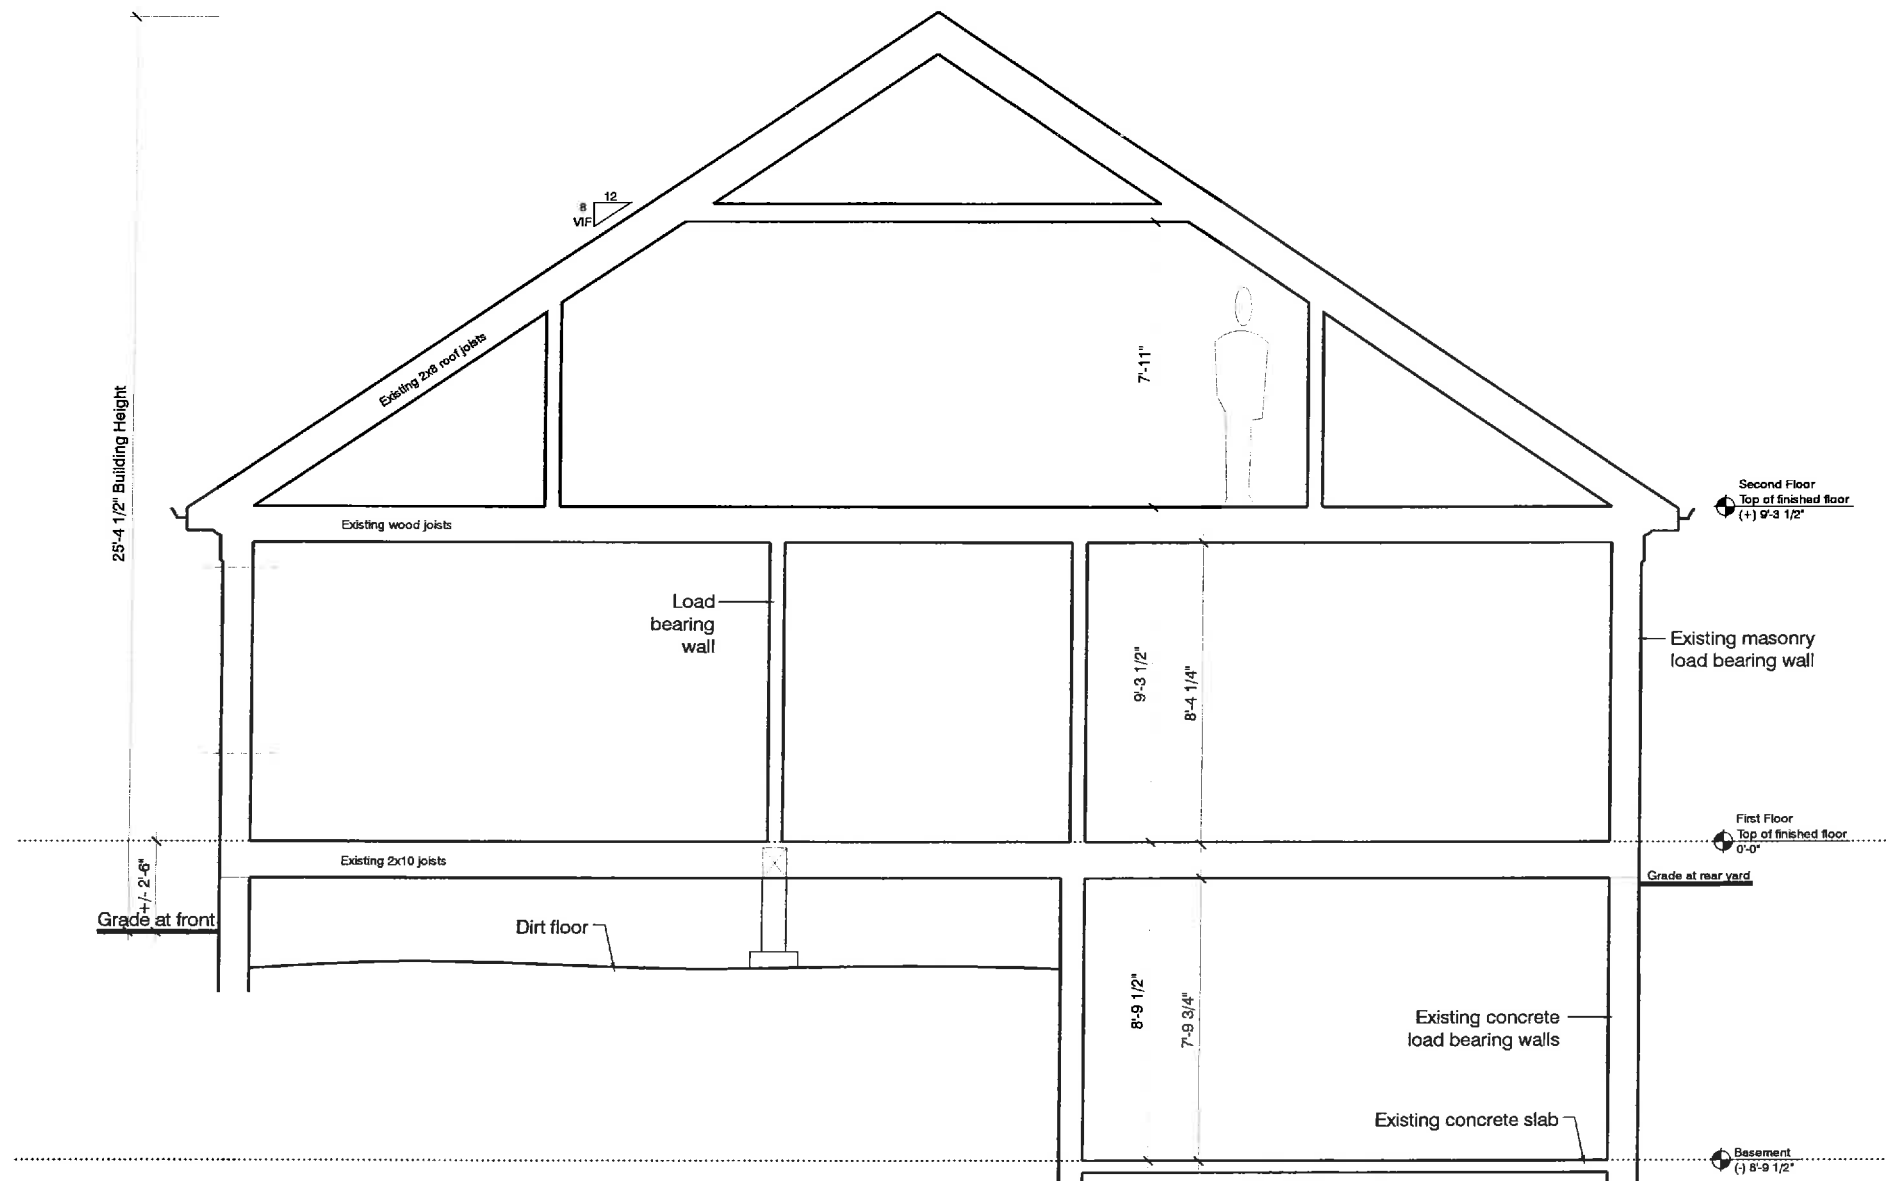 12
8
VIF
Existing 2x8 roof joists
7'-11"
25'-4 1/2" Building Height
Second Floor
Top of finished floor
(+) 9'-3 1/2"
Existing wood joists
Load
bearing
wall
Existing masonry
load bearing wall
9'-3 1/2"
8'-4 1/4"
First Floor
Top of finished floor
0'-0"
Existing 2x10 joists
Grade at rear yard
+/- 2'-6"
Grade at front
Dirt floor
8'-9 1/2"
7'-9 3/4"
Existing concrete
load bearing walls
Existing concrete slab
Basement
(-) 8'-9 1/2"